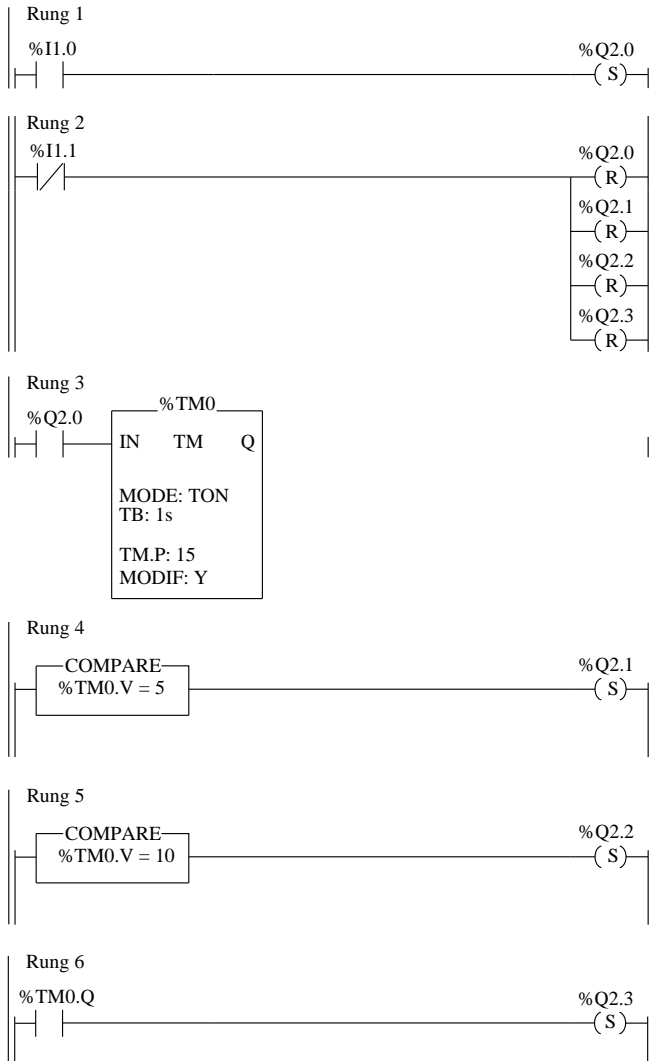 Rung 1
%I1.0 %Q2.0
S
Rung 2
%I1.1 %Q2.0
R
%Q2.1
R
%Q2.2
R
%Q2.3
R
Rung 3
%Q2.0 %TM0
IN TM Q
MODE: TON
TB: 1s
TM.P: 15
MODIF: Y
Rung 4
COMPARE %Q2.1
%TM0.V = 5 S
Rung 5
COMPARE %Q2.2
%TM0.V = 10 S
Rung 6
%TM0.Q %Q2.3
S